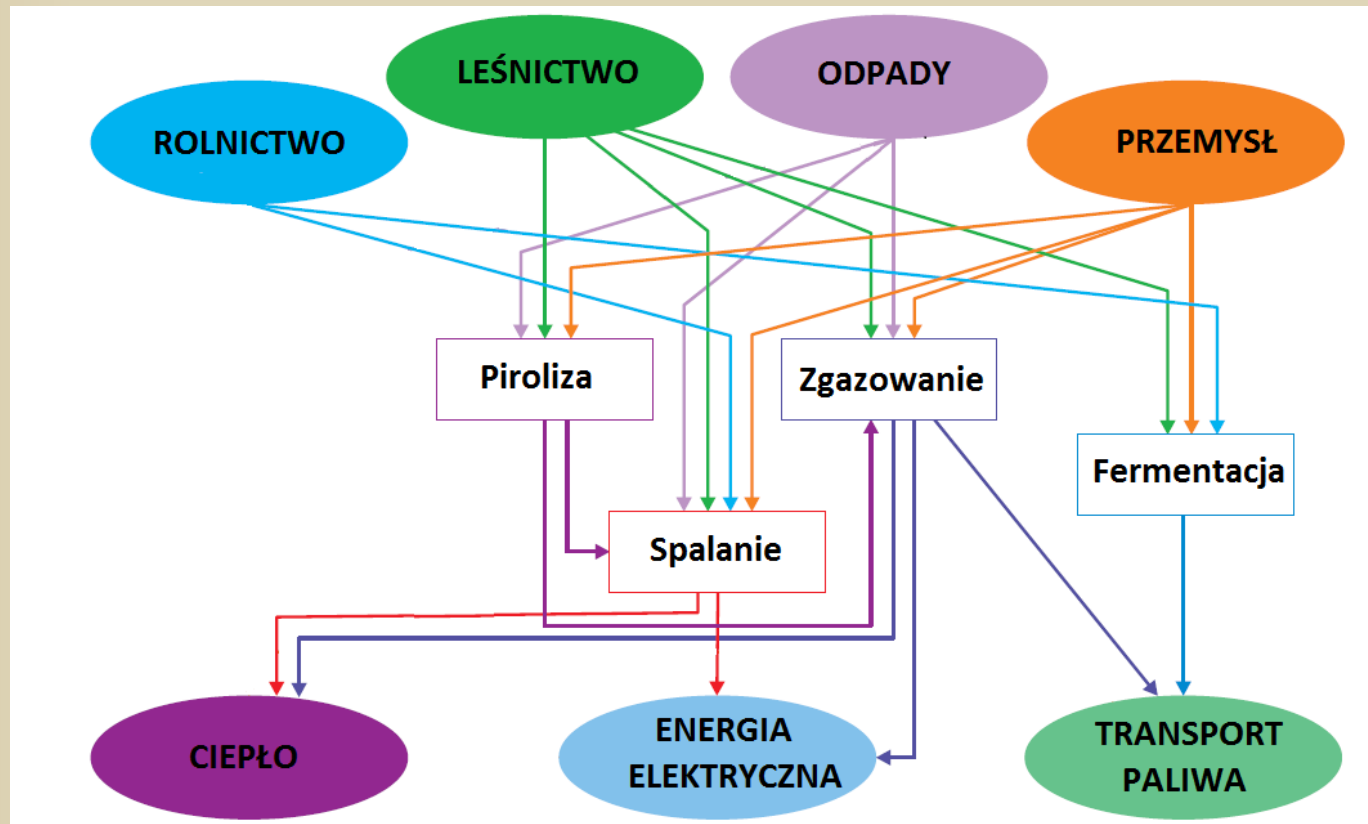 LEŚNICTWO
ODPADY
ROLNICTWO
PRZEMYSŁ
Piroliza
Zgazowanie
Fermentacja
Spalanie
CIEPŁO
ENERGIA
ELEKTRYCZNA
TRANSPORT
PALIWA